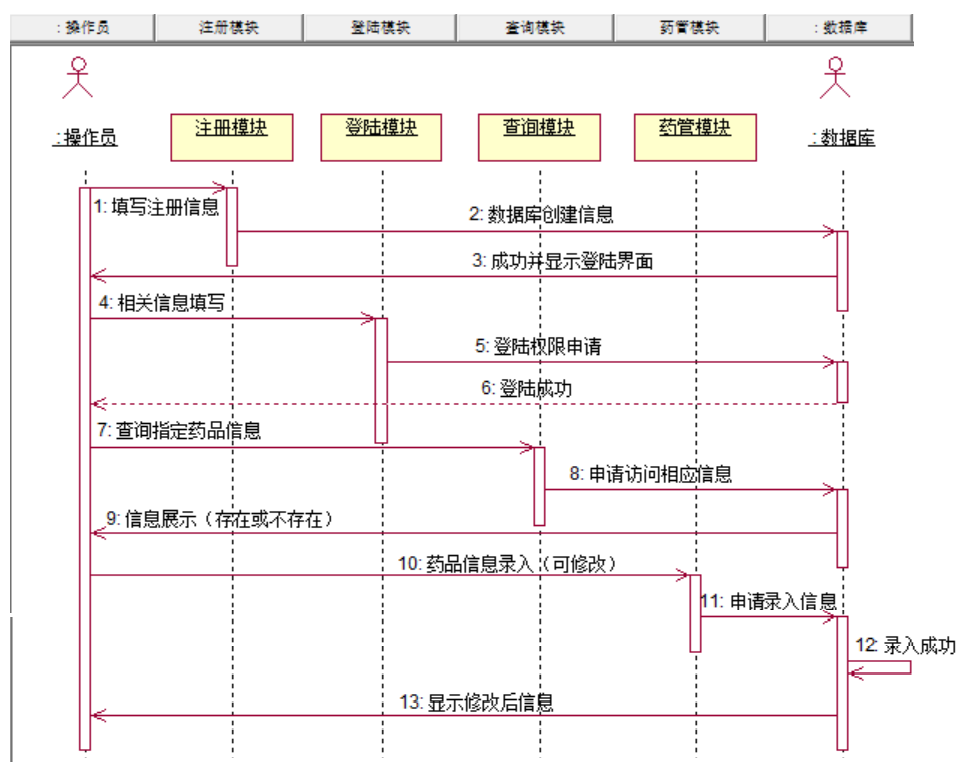 : 操作员
注册模块
登陆模块
查询模块
药管模块
: 数据库
: 操作员
注册模块
登陆模块
查询模块
药管模块
: 数据库
1: 填写注册信息
2: 数据库创建信息
3: 成功并显示登陆界面
4: 相关信息填写
5: 登陆权限申请
6: 登陆成功
7: 查询指定药品信息
8: 申请访问相应信息
9: 信息展示（存在或不存在）
10: 药品信息录入（可修改）
11: 申请录入信息
12: 录入成功
13: 显示修改后信息